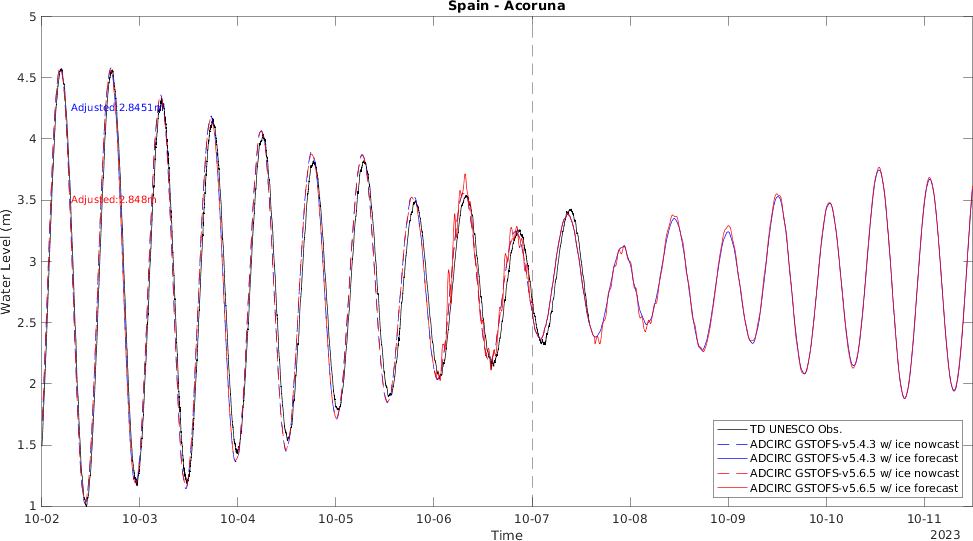 Spain - Acoruna
5
4.5
4
3.5
3
2.5
2
1.5
1
Water Level (m)
Adjusted:2.8451m
Adjusted:2.848m
TD UNESCO Obs.
ADCIRC GSTOFS-v5.4.3 w/ ice nowcast
ADCIRC GSTOFS-v5.4.3 w/ ice forecast
ADCIRC GSTOFS-v5.6.5 w/ ice nowcast
ADCIRC GSTOFS-v5.6.5 w/ ice forecast
10-02 10-03 10-04 10-05 10-06 10-07 10-08 10-09 10-10 10-11
Time
2023